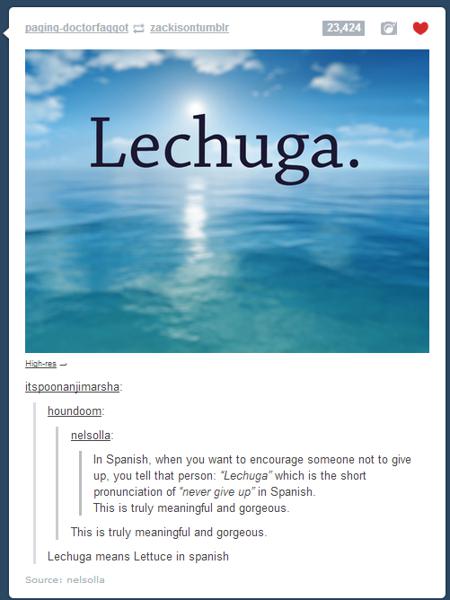 paging-doctorfaggot zackisontumblr 23,424
Lechuga.
High-res
itspoonanjimarsha:
houndoom:
nelsolla:
In Spanish, when you want to encourage someone not to give
up, you tell that person: “Lechuga” which is the short
pronunciation of “never give up” in Spanish.
This is truly meaningful and gorgeous.
This is truly meaningful and gorgeous.
Lechuga means Lettuce in spanish
Source: nelsolla